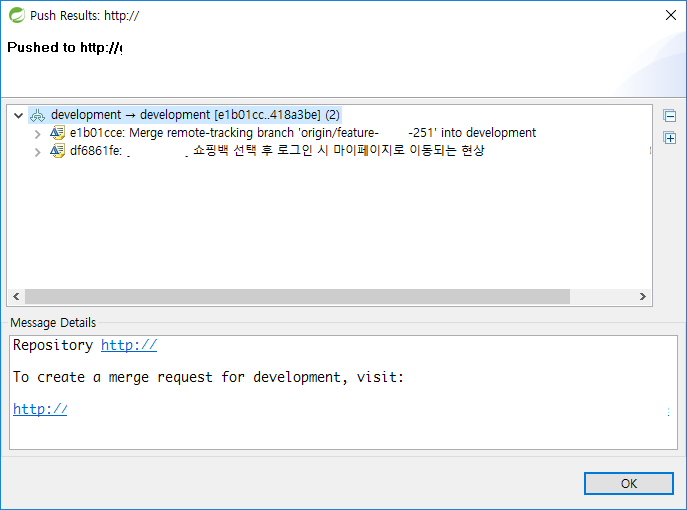 Push Results: http://
Pushed to http://
development → development [e1b01cc..418a3be] (2)
e1b01cce: Merge remote-tracking branch 'origin/feature- -251' into development
df6861fe: 쇼핑백 선택 후 로그인 시 마이페이지로 이동되는 현상
Message Details
Repository http://
To create a merge request for development, visit:
http://
OK